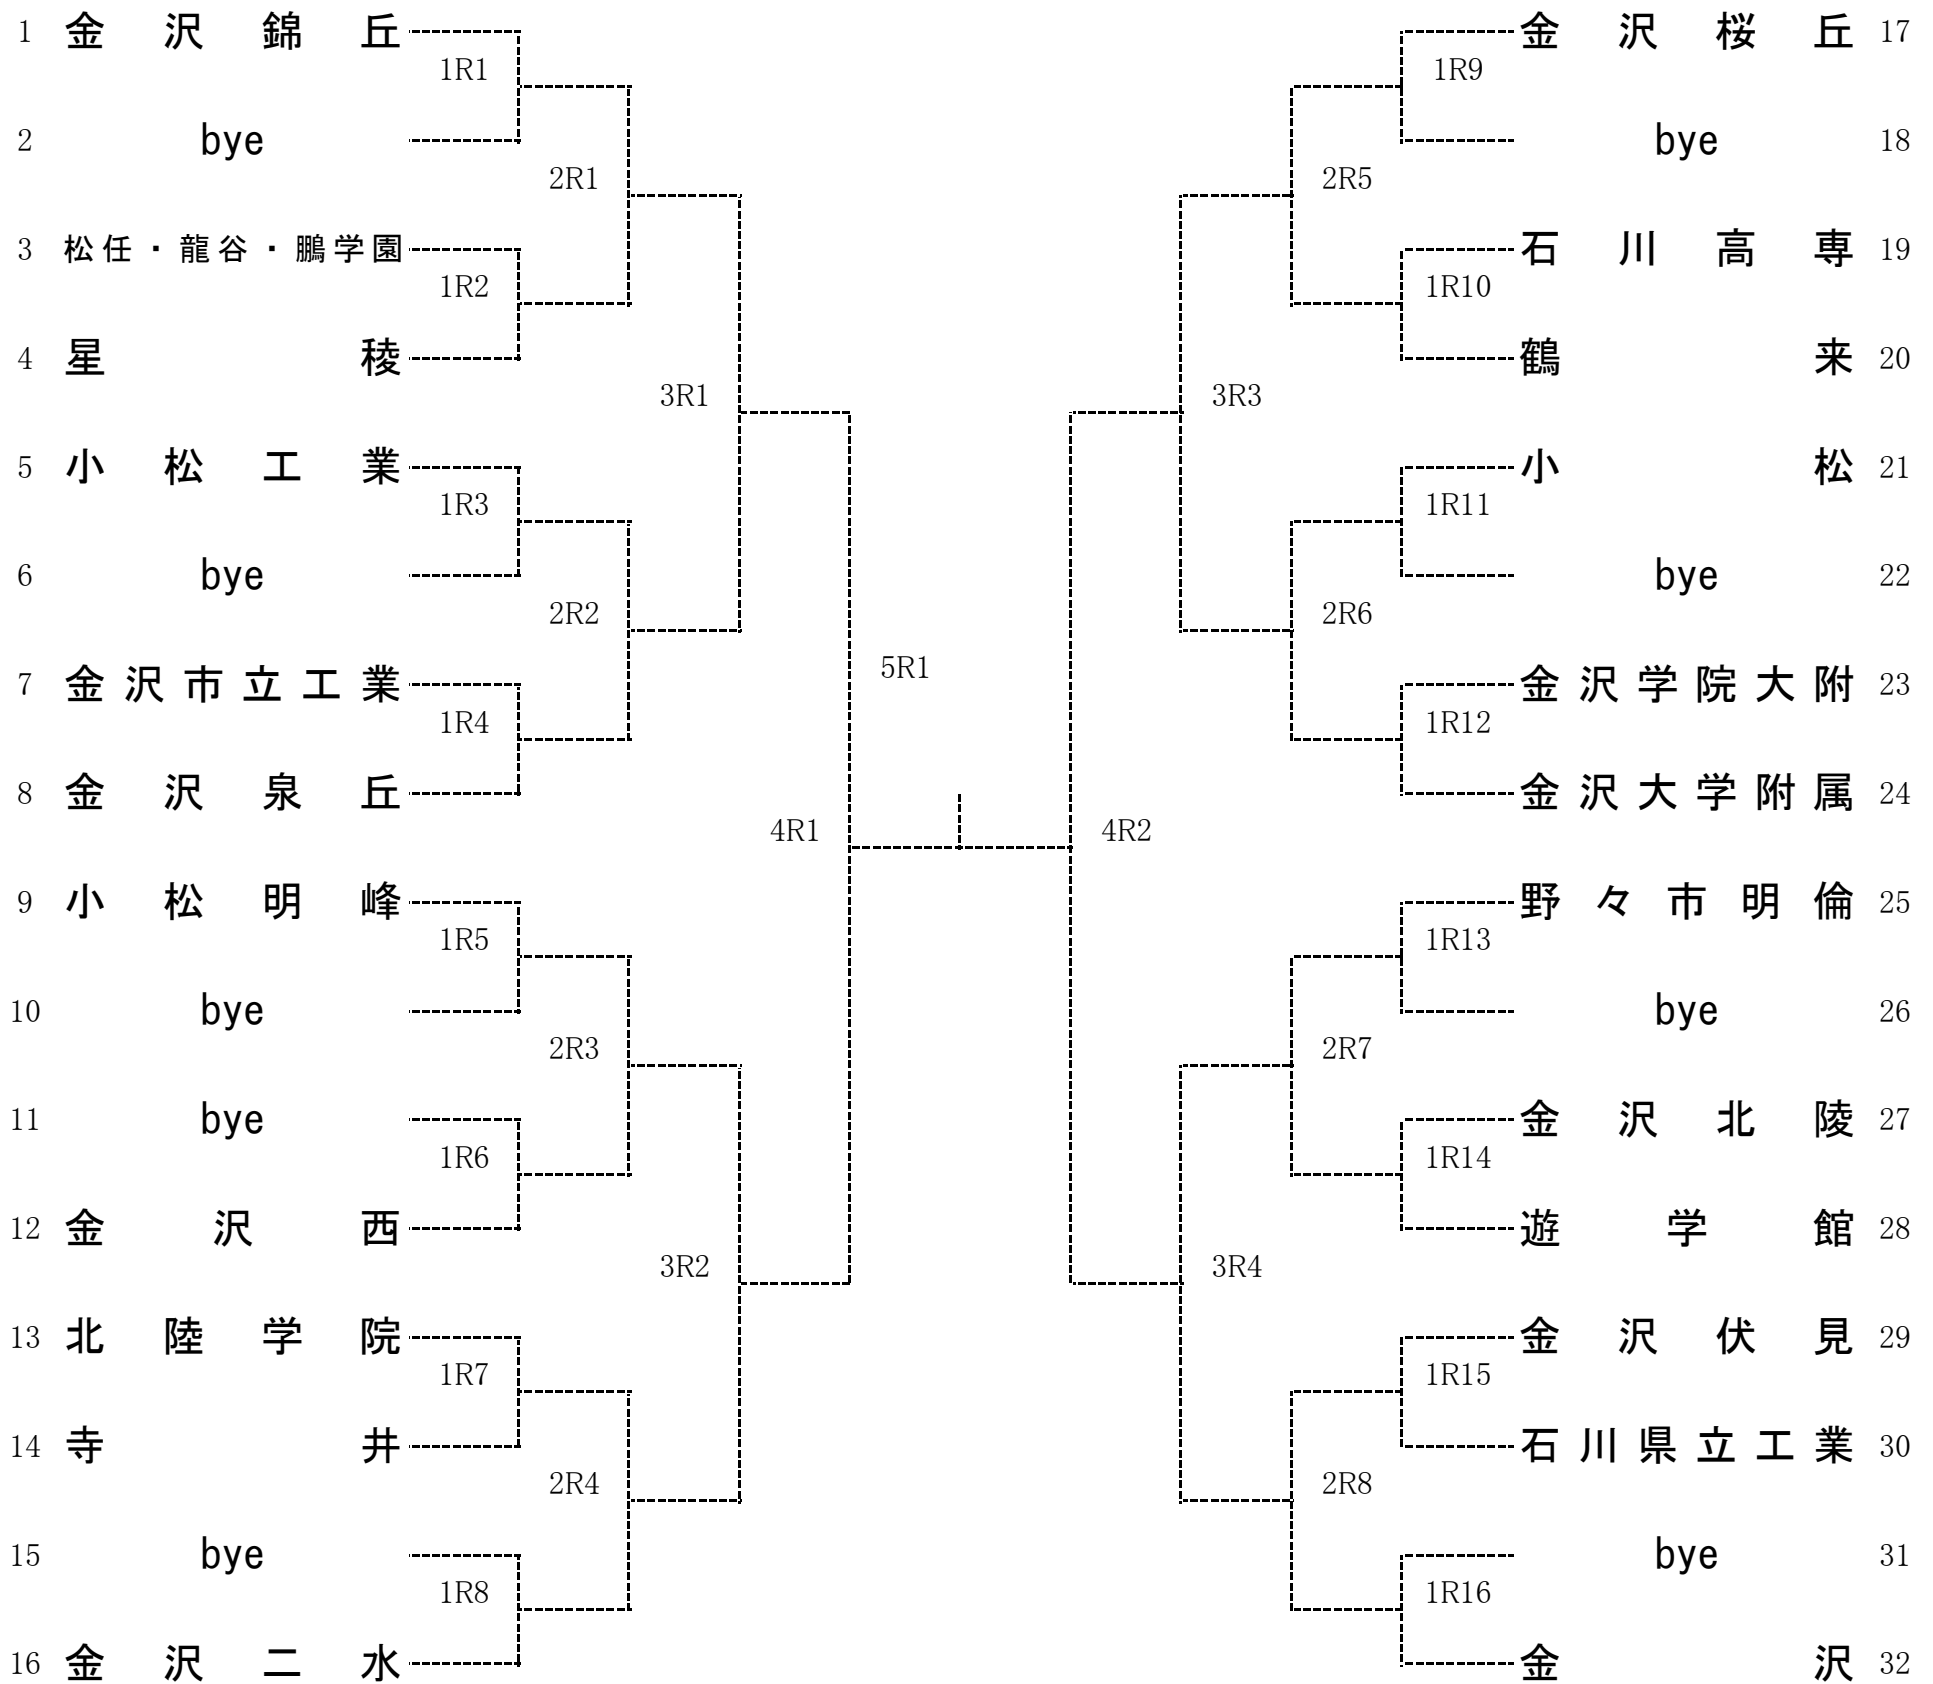 1 金沢錦丘
1R1
2 bye
2R1
3 松任・龍谷・鵬学園
1R2
4 星稜
3R1
5 小松工業
1R3
6 bye
2R2
7 金沢市立工業
1R4
8 金沢泉丘
4R1
9 小松明峰
1R5
10 bye
2R3
11 bye
1R6
12 金沢西
3R2
13 北陸学院
1R7
14 寺井
2R4
15 bye
1R8
16 金沢二水
5R1
金沢桜丘 17
1R9
bye 18
2R5
石川高専 19
1R10
鶴来 20
3R3
小松 21
1R11
bye 22
2R6
金沢学院大附 23
1R12
金沢大学附属 24
4R2
野々市明倫 25
1R13
bye 26
2R7
金沢北陵 27
1R14
遊学館 28
3R4
金沢伏見 29
1R15
石川県立工業 30
2R8
bye 31
1R16
金沢 32